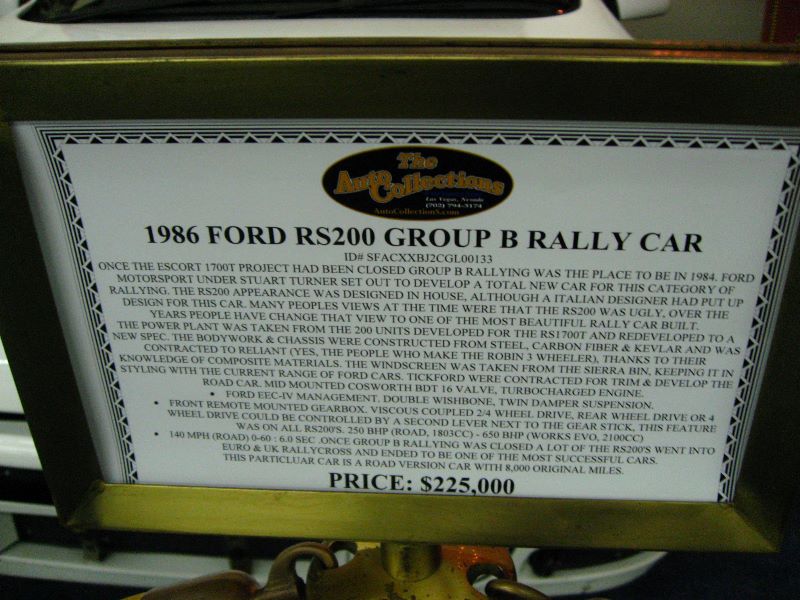 The
Auto
Collections
Las Vegas, Nevada
(702) 794-3174
AutoCollectionS.com
1986 FORD RS200 GROUP B RALLY CAR
ID# SFACXXBJ2CGL00133
ONCE THE ESCORT 1700T PROJECT HAD BEEN CLOSED GROUP B RALLYING WAS THE PLACE TO BE IN 1984. FORD
MOTORSPORT UNDER STUART TURNER SET OUT TO DEVELOP A TOTAL NEW CAR FOR THIS CATEGORY OF
RALLYING. THE RS200 APPEARANCE WAS DESIGNED IN HOUSE, ALTHOUGH A ITALIAN DESIGNER HAD PUT UP
DESIGN FOR THIS CAR. MANY PEOPLES VIEWS AT THE TIME WERE THAT THE RS200 WAS UGLY, OVER THE
YEARS PEOPLE HAVE CHANGE THAT VIEW TO ONE OF THE MOST BEAUTIFUL RALLY CAR BUILT.
THE POWER PLANT WAS TAKEN FROM THE 200 UNITS DEVELOPED FOR THE RS1700T AND REDEVELOPED TO A
NEW SPEC. THE BODYWORK & CHASSIS WERE CONSTRUCTED FROM STEEL, CARBON FIBER & KEVLAR AND WAS
CONTRACTED TO RELIANT (YES, THE PEOPLE WHO MAKE THE ROBIN 3 WHEELER), THANKS TO THEIR
KNOWLEDGE OF COMPOSITE MATERIALS. THE WINDSCREEN WAS TAKEN FROM THE SIERRA BIN, KEEPING IT IN
STYLING WITH THE CURRENT RANGE OF FORD CARS. TICKFORD WERE CONTRACTED FOR TRIM & DEVELOP THE
ROAD CAR. MID MOUNTED COSWORTH BDT 16 VALVE, TURBOCHARGED ENGINE.
• FORD EEC-IV MANAGEMENT. DOUBLE WISHBONE, TWIN DAMPER SUSPENSION.
• FRONT REMOTE MOUNTED GEARBOX. VISCOUS COUPLED 2/4 WHEEL DRIVE, REAR WHEEL DRIVE OR 4
WHEEL DRIVE COULD BE CONTROLLED BY A SECOND LEVER NEXT TO THE GEAR STICK, THIS FEATURE
WAS ON ALL RS200'S. 250 BHP (ROAD, 1803CC) - 650 BHP (WORKS EVO, 2100CC)
• 140 MPH (ROAD) 0-60 : 6.0 SEC .ONCE GROUP B RALLYING WAS CLOSED A LOT OF THE RS200'S WENT INTO
EURO & UK RALLYCROSS AND ENDED TO BE ONE OF THE MOST SUCCESSFUL CARS.
THIS PARTICLUAR CAR IS A ROAD VERSION CAR WITH 8,000 ORIGINAL MILES.
PRICE: $225,000